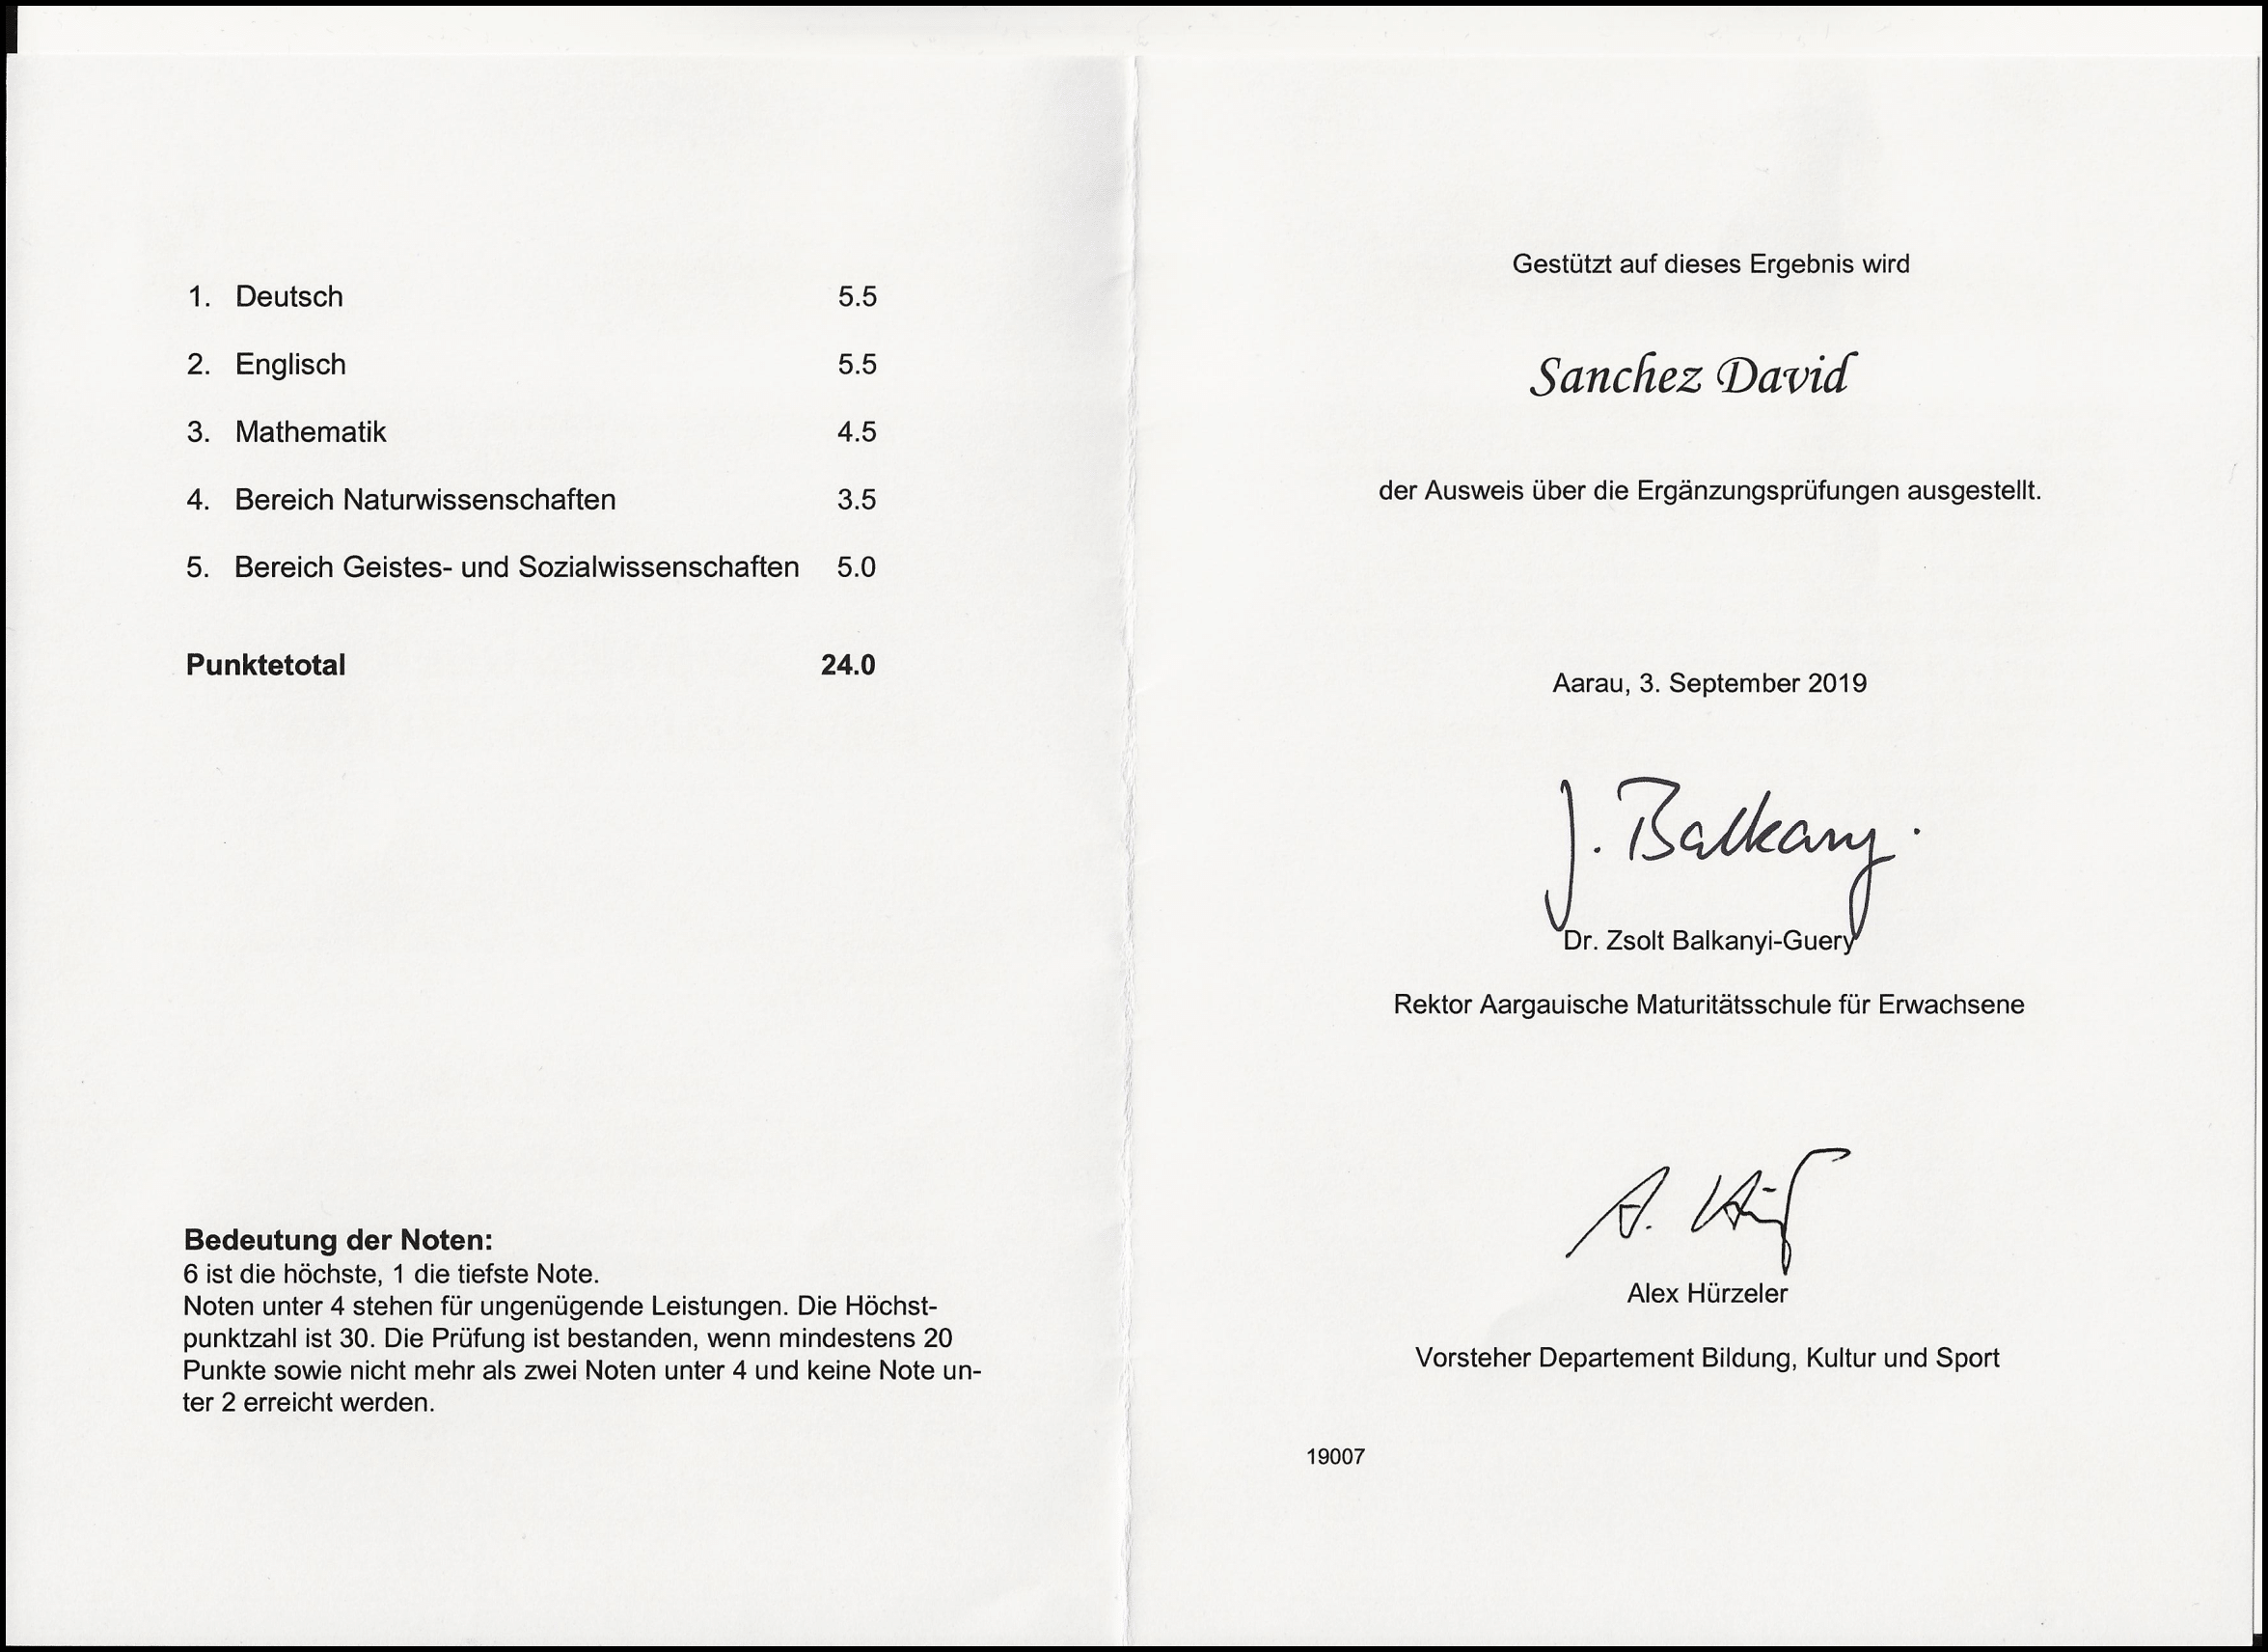 1. Deutsch 5.5
2. Englisch 5.5
3. Mathematik 4.5
4. Bereich Naturwissenschaften 3.5
5. Bereich Geistes- und Sozialwissenschaften 5.0
Punktetotal 24.0
Bedeutung der Noten:
6 ist die höchste, 1 die tiefste Note.
Noten unter 4 stehen für ungenügende Leistungen. Die Höchst-
punktzahl ist 30. Die Prüfung ist bestanden, wenn mindestens 20
Punkte sowie nicht mehr als zwei Noten unter 4 und keine Note un-
ter 2 erreicht werden.
Gestützt auf dieses Ergebnis wird
Sanchez David
der Ausweis über die Ergänzungsprüfungen ausgestellt.
Aarau, 3. September 2019
J. Balkany.
Dr. Zsolt Balkanyi-Guery
Rektor Aargauische Maturitätsschule für Erwachsene
A.
Alex Hürzeler
Vorsteher Departement Bildung, Kultur und Sport
19007